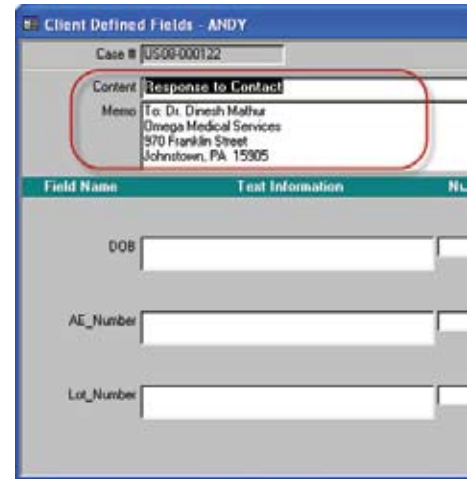 Client Defined Fields - ANDY
Case # US08-000122
Content Response to Contact
Memo To: Dr. Dinesh Mathur
Omega Medical Services
970 Franklin Street
Johnstown, PA 15905
Field Name Text Information Nu
DOB
AE_Number
Lot_Number